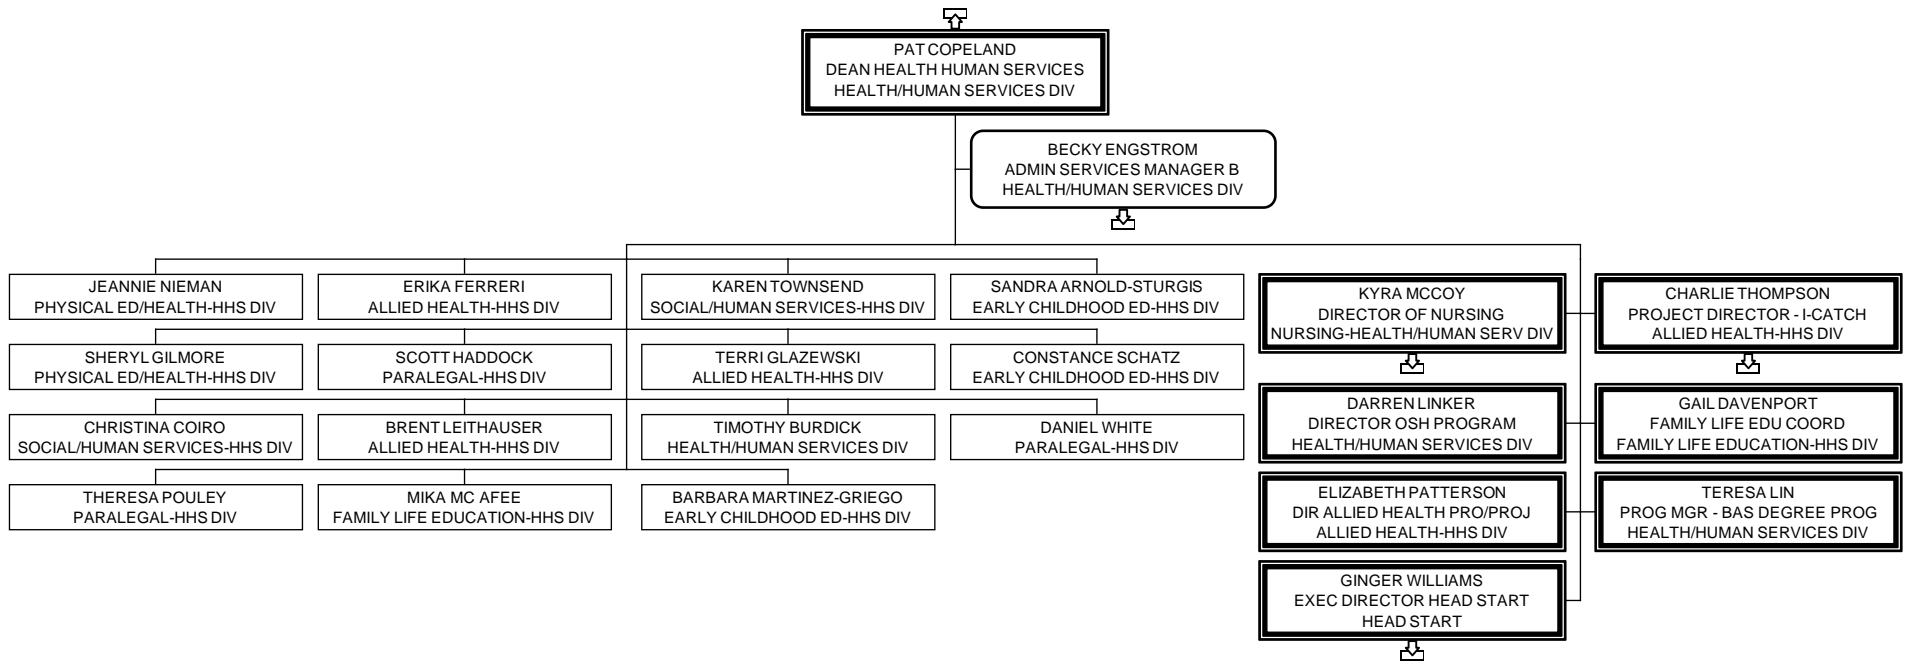 PAT COPELAND
DEAN HEALTH HUMAN SERVICES
HEALTH/HUMAN SERVICES DIV
BECKY ENGSTROM
ADMIN SERVICES MANAGER B
HEALTH/HUMAN SERVICES DIV
JEANNIE NIEMAN
PHYSICAL ED/HEALTH-HHS DIV
ERIKA FERRERI
ALLIED HEALTH-HHS DIV
KAREN TOWNSEND
SOCIAL/HUMAN SERVICES-HHS DIV
SANDRA ARNOLD-STURGIS
EARLY CHILDHOOD ED-HHS DIV
SHERYL GILMORE
PHYSICAL ED/HEALTH-HHS DIV
SCOTT HADDOCK
PARALEGAL-HHS DIV
TERRI GLAZEWSKI
ALLIED HEALTH-HHS DIV
CONSTANCE SCHATZ
EARLY CHILDHOOD ED-HHS DIV
CHRISTINA COIRO
SOCIAL/HUMAN SERVICES-HHS DIV
BRENT LEITHAUSER
ALLIED HEALTH-HHS DIV
TIMOTHY BURDICK
HEALTH/HUMAN SERVICES DIV
DANIEL WHITE
PARALEGAL-HHS DIV
THERESA POULEY
PARALEGAL-HHS DIV
MIKA MC AFEE
FAMILY LIFE EDUCATION-HHS DIV
BARBARA MARTINEZ-GRIEGO
EARLY CHILDHOOD ED-HHS DIV
KYRA MCCOY
DIRECTOR OF NURSING
NURSING-HEALTH/HUMAN SERV DIV
CHARLIE THOMPSON
PROJECT DIRECTOR - I-CATCH
ALLIED HEALTH-HHS DIV
DARREN LINKER
DIRECTOR OSH PROGRAM
HEALTH/HUMAN SERVICES DIV
GAIL DAVENPORT
FAMILY LIFE EDU COORD
FAMILY LIFE EDUCATION-HHS DIV
ELIZABETH PATTERSON
DIR ALLIED HEALTH PRO/PROJ
ALLIED HEALTH-HHS DIV
TERESA LIN
PROG MGR - BAS DEGREE PROG
HEALTH/HUMAN SERVICES DIV
GINGER WILLIAMS
EXEC DIRECTOR HEAD START
HEAD START